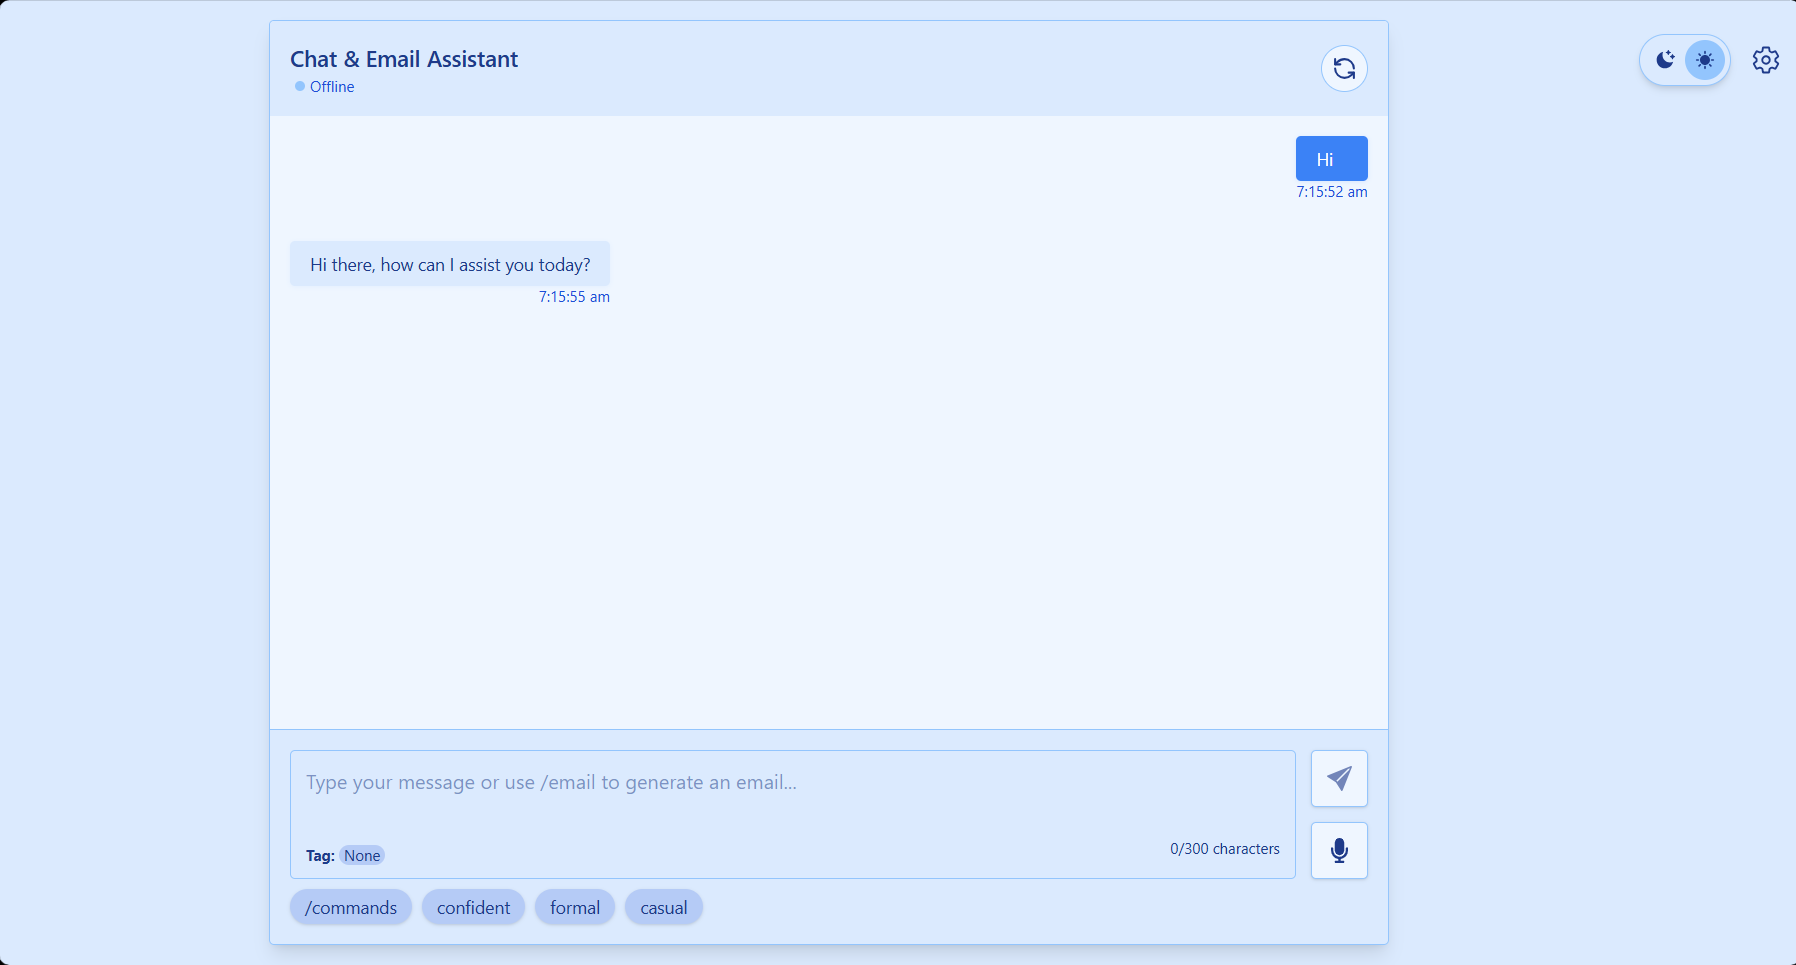 Chat & Email Assistant
Offline
Hi
7:15:52 am
Hi there, how can I assist you today?
7:15:55 am
Type your message or use /email to generate an email...
Tag: None
0/300 characters
/commands confident formal casual